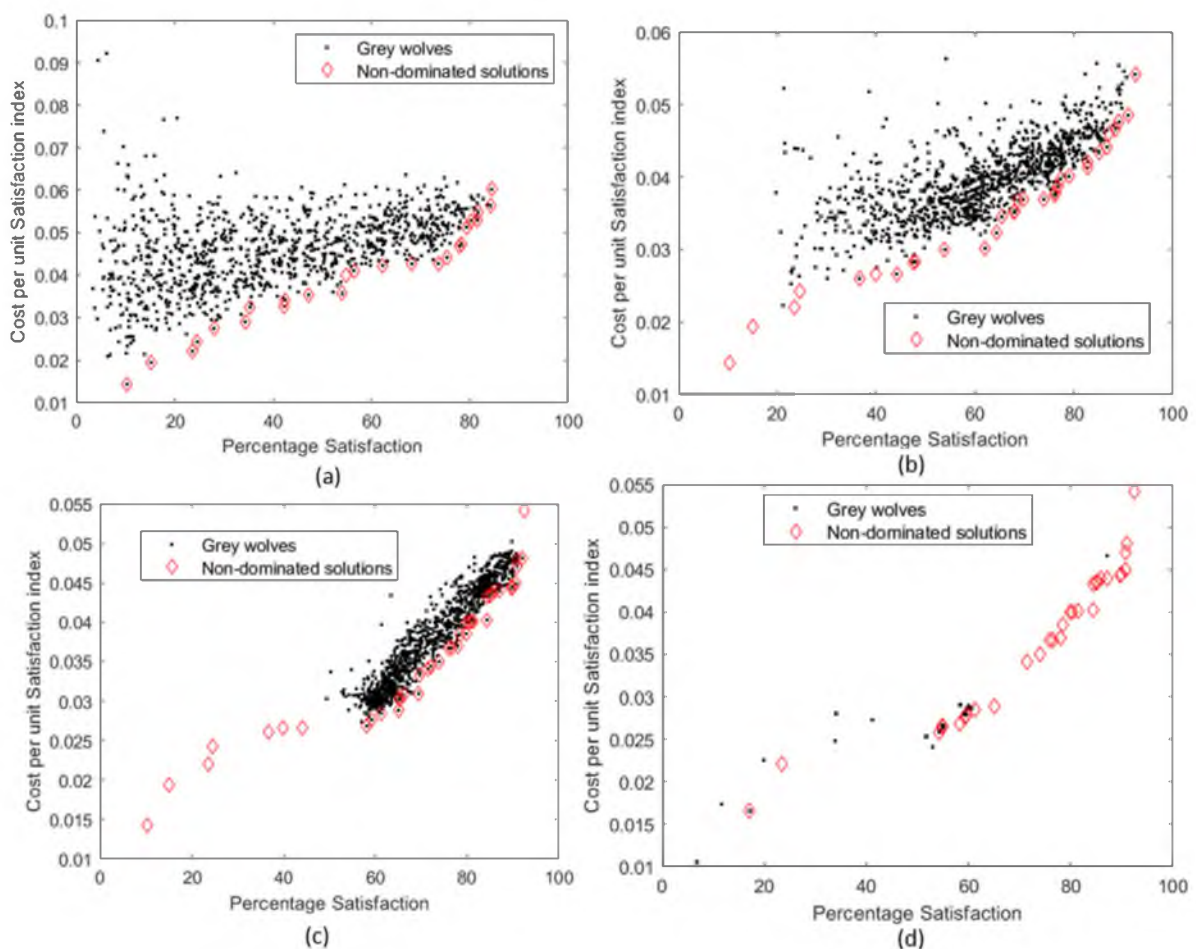 Cost per unit Satisfaction index
0.1
0.09
0.08
0.07
0.06
0.05
0.04
0.03
0.02
0.01
Grey wolves
Non-dominated solutions
0 20 40 60 80 100
Percentage Satisfaction
(a)
Cost per unit Satisfaction index
0.06
0.05
0.04
0.03
0.02
0.01
Grey wolves
Non-dominated solutions
0 20 40 60 80 100
Percentage Satisfaction
(b)
Cost per unit Satisfaction index
0.055
0.05
0.045
0.04
0.035
0.03
0.025
0.02
0.015
0.01
Grey wolves
Non-dominated solutions
0 20 40 60 80 100
Percentage Satisfaction
(c)
Cost per unit Satisfaction index
0.055
0.05
0.045
0.04
0.035
0.03
0.025
0.02
0.015
0.01
Grey wolves
Non-dominated solutions
0 20 40 60 80 100
Percentage Satisfaction
(d)